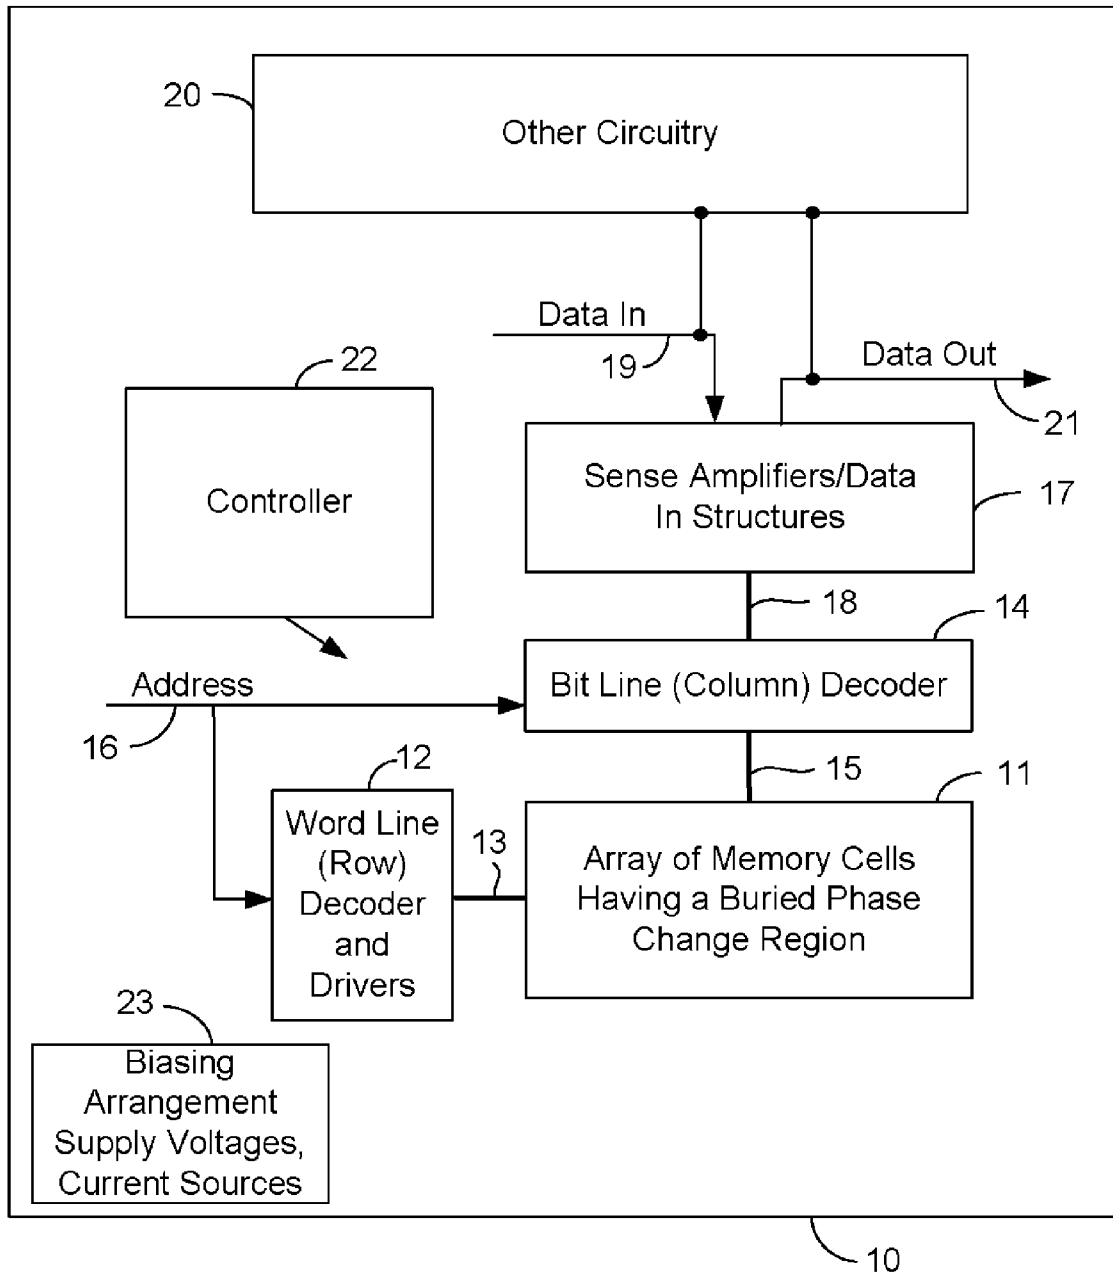 20
Other Circuitry
Data In
19
Data Out
21
22
Controller
Sense Amplifiers/Data
In Structures
17
18
14
Address
16
Bit Line (Column) Decoder
12
15
11
Word Line
(Row)
Decoder
and
Drivers
13
Array of Memory Cells
Having a Buried Phase
Change Region
23
Biasing
Arrangement
Supply Voltages,
Current Sources
10